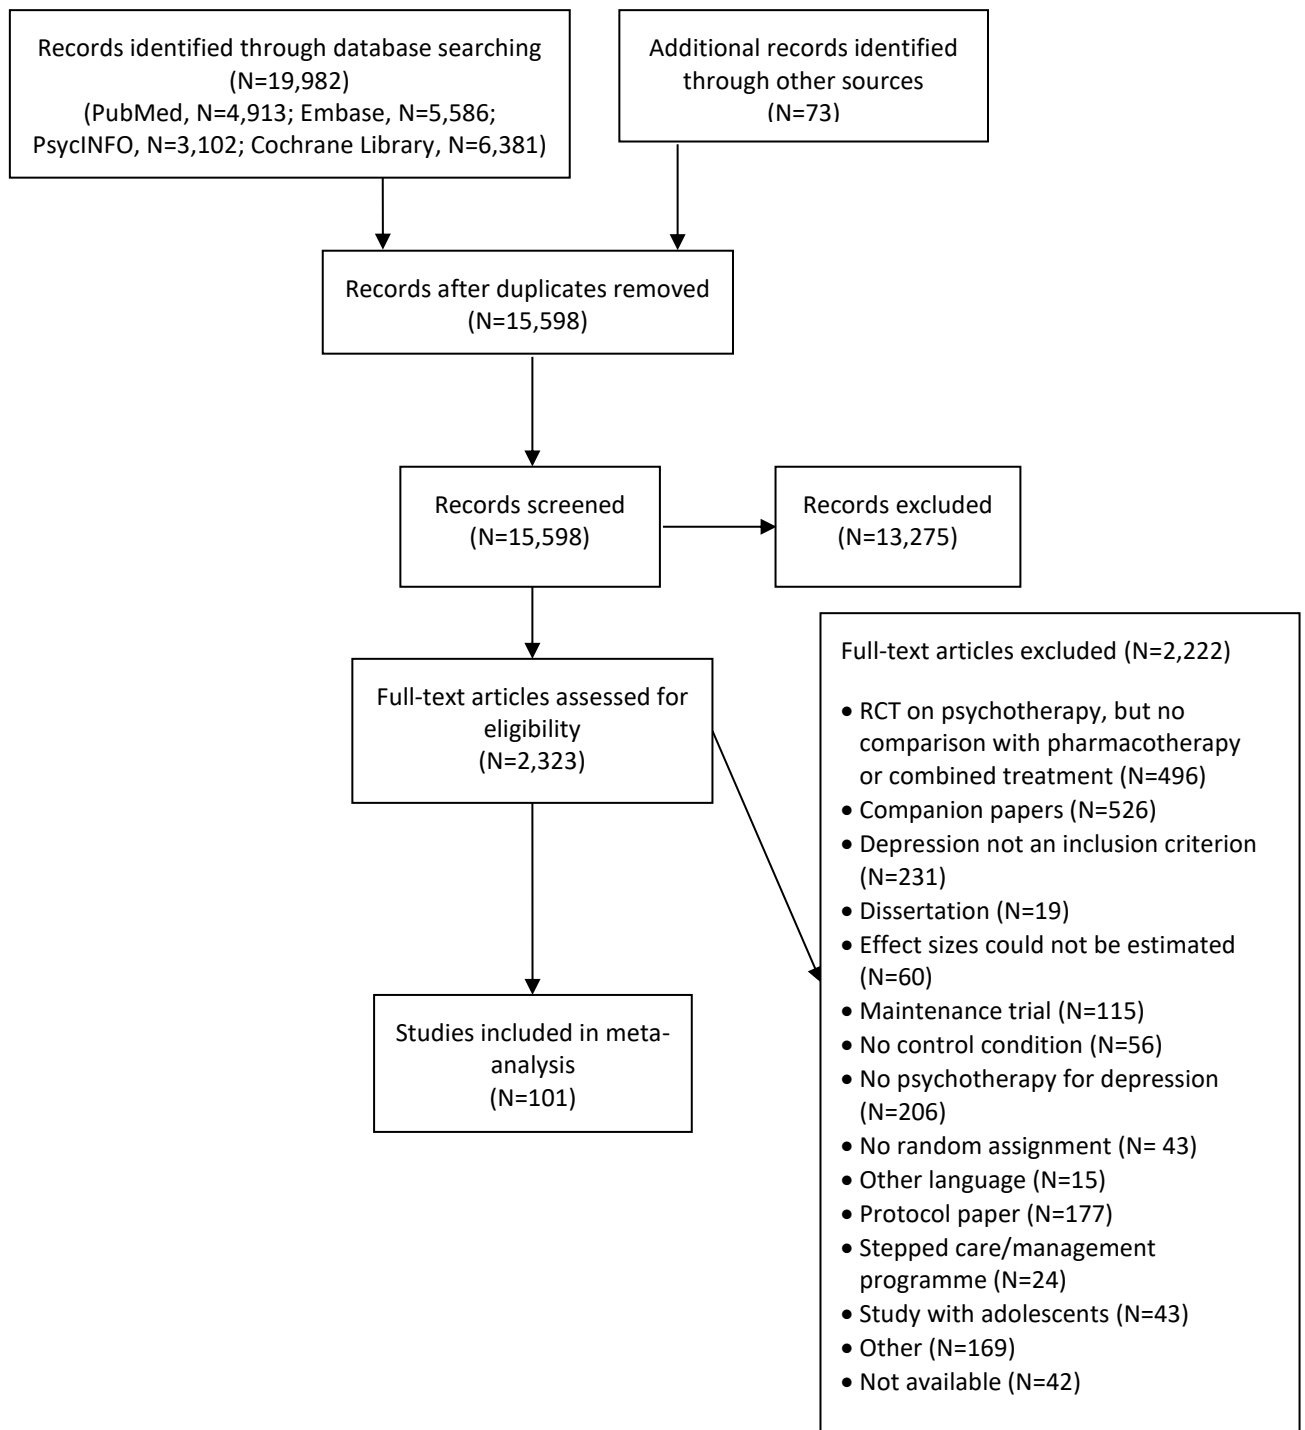 Records identified through database searching
(N=19,982)
(PubMed, N=4,913; Embase, N=5,586;
PsycINFO, N=3,102; Cochrane Library, N=6,381)
Additional records identified
through other sources
(N=73)
Records after duplicates removed
(N=15,598)
Records screened
(N=15,598)
Records excluded
(N=13,275)
Full-text articles assessed for
eligibility
(N=2,323)
Full-text articles excluded (N=2,222)
• RCT on psychotherapy, but no
comparison with pharmacotherapy
or combined treatment (N=496)
• Companion papers (N=526)
• Depression not an inclusion criterion
(N=231)
• Dissertation (N=19)
• Effect sizes could not be estimated
(N=60)
• Maintenance trial (N=115)
• No control condition (N=56)
• No psychotherapy for depression
(N=206)
• No random assignment (N= 43)
• Other language (N=15)
• Protocol paper (N=177)
• Stepped care/management
programme (N=24)
• Study with adolescents (N=43)
• Other (N=169)
• Not available (N=42)
Studies included in meta-
analysis
(N=101)